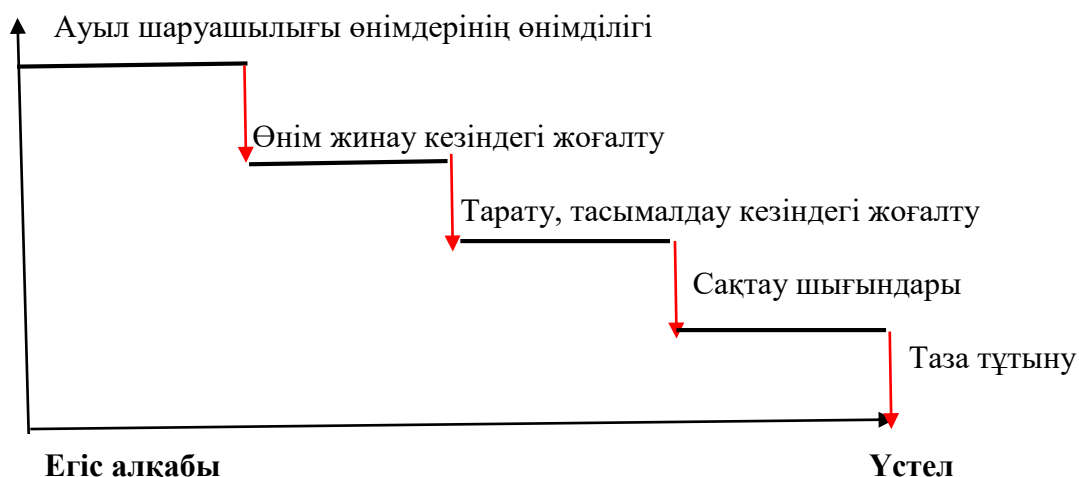 Ауыл шаруашылығы өнімдерінің өнімділігі
Өнім жинау кезіндегі жоғалту
Тарату, тасымалдау кезіндегі жоғалту
Сақтау шығындары
Таза тұтыну
Егіс алқабы
Үстел